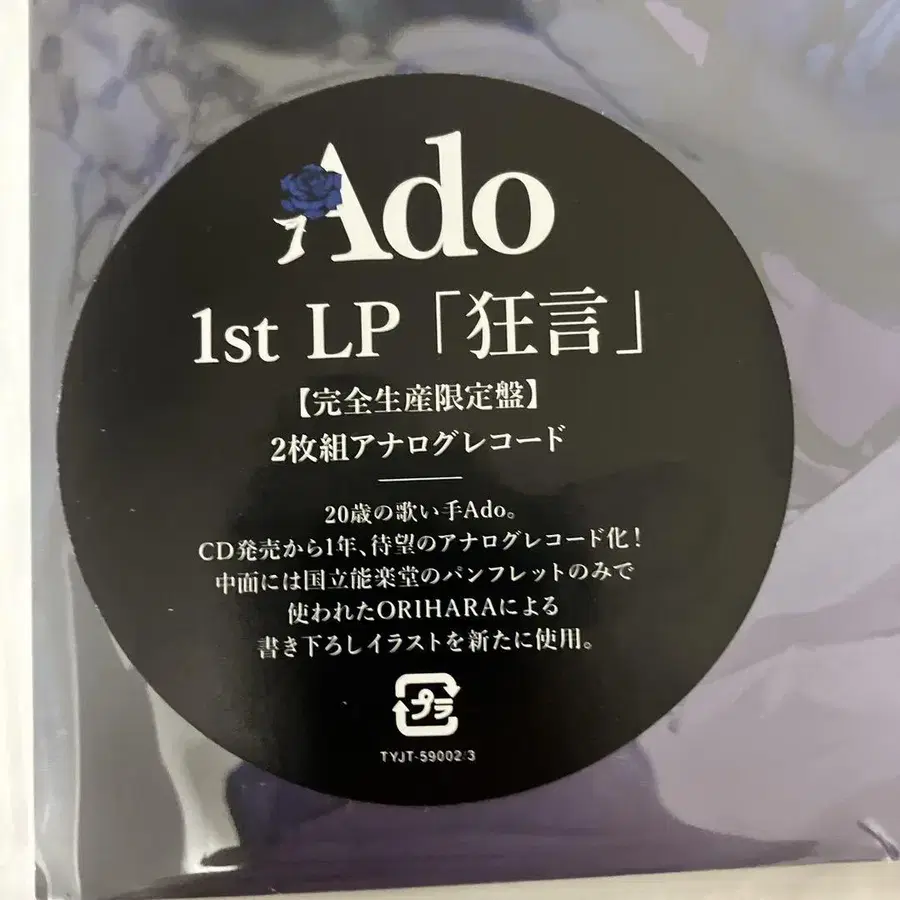 Ado
1st LP「狂言」
【完全生産限定盤】
2枚組アナログレコード
20歳の歌い手Ado。
CD発売から1年、待望のアナログレコード化！
中面には国立能楽堂のパンフレットのみで
使われたORIHARAによる
書き下ろしイラストを新たに使用。
プラ
TYJT-59002/3